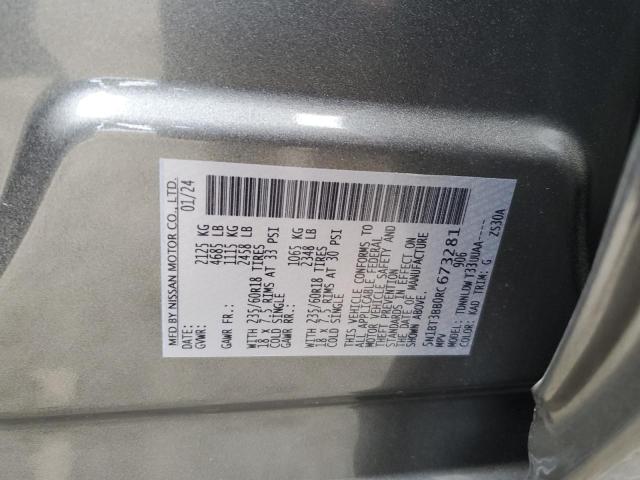 MFD BY NISSAN MOTOR CO., LTD.
DATE: 01/24
GVWR: 2125 KG
4685 LB
GAWR FR: 1115 KG
2458 LB
WITH 235/60R18 TIRES
18 X 7.5 RIMS AT 33 PSI
COLD SINGLE
GAWR RR: 1065 KG
2348 LB
WITH 235/60R18 TIRES
18 X 7.5 RIMS AT 30 PSI
COLD SINGLE
THIS VEHICLE CONFORMS TO
ALL APPLICABLE FEDERAL
MOTOR VEHICLE SAFETY AND
THEFT PREVENTION
STANDARDS IN EFFECT ON
THE DATE OF MANUFACTURE
SHOWN ABOVE.
5N1BT3BB0RC673281
MPV 906
MODEL:
COLOR: KAD TRIM: G ZS30A